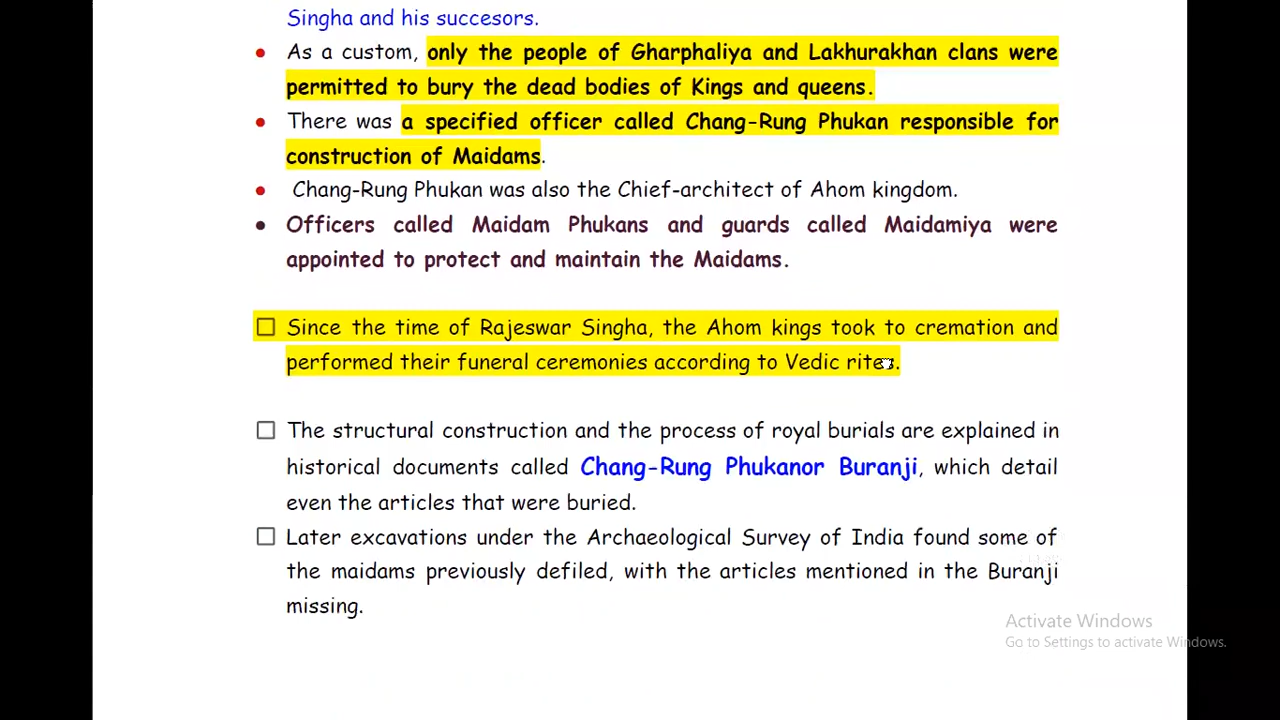 Singha and his succesors.
• As a custom, only the people of Gharphaliya and Lakhurakhan clans were
permitted to bury the dead bodies of Kings and queens.
• There was a specified officer called Chang-Rung Phukan responsible for
construction of Maidams.
• Chang-Rung Phukan was also the Chief-architect of Ahom kingdom.
• Officers called Maidam Phukans and guards called Maidamiya were
appointed to protect and maintain the Maidams.
☐ Since the time of Rajeswar Singha, the Ahom kings took to cremation and
performed their funeral ceremonies according to Vedic rites.
☐ The structural construction and the process of royal burials are explained in
historical documents called Chang-Rung Phukanor Buranji, which detail
even the articles that were buried.
☐ Later excavations under the Archaeological Survey of India found some of
the maidams previously defiled, with the articles mentioned in the Buranji
missing.
Activate Windows
Go to Settings to activate Windows.